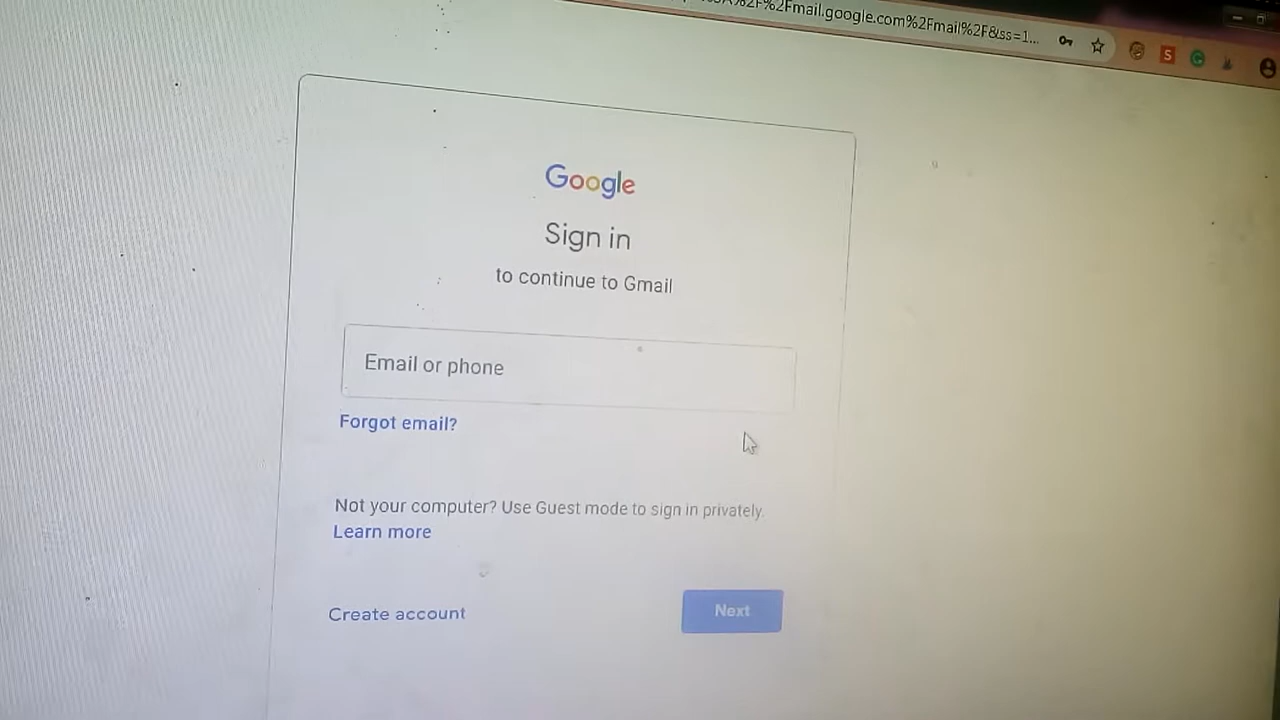 %2F%2Fmail.google.com%2Fmail%2F&ss=1...
S
Google
Sign in
to continue to Gmail
Email or phone
Forgot email?
Not your computer? Use Guest mode to sign in privately.
Learn more
Create account
Next